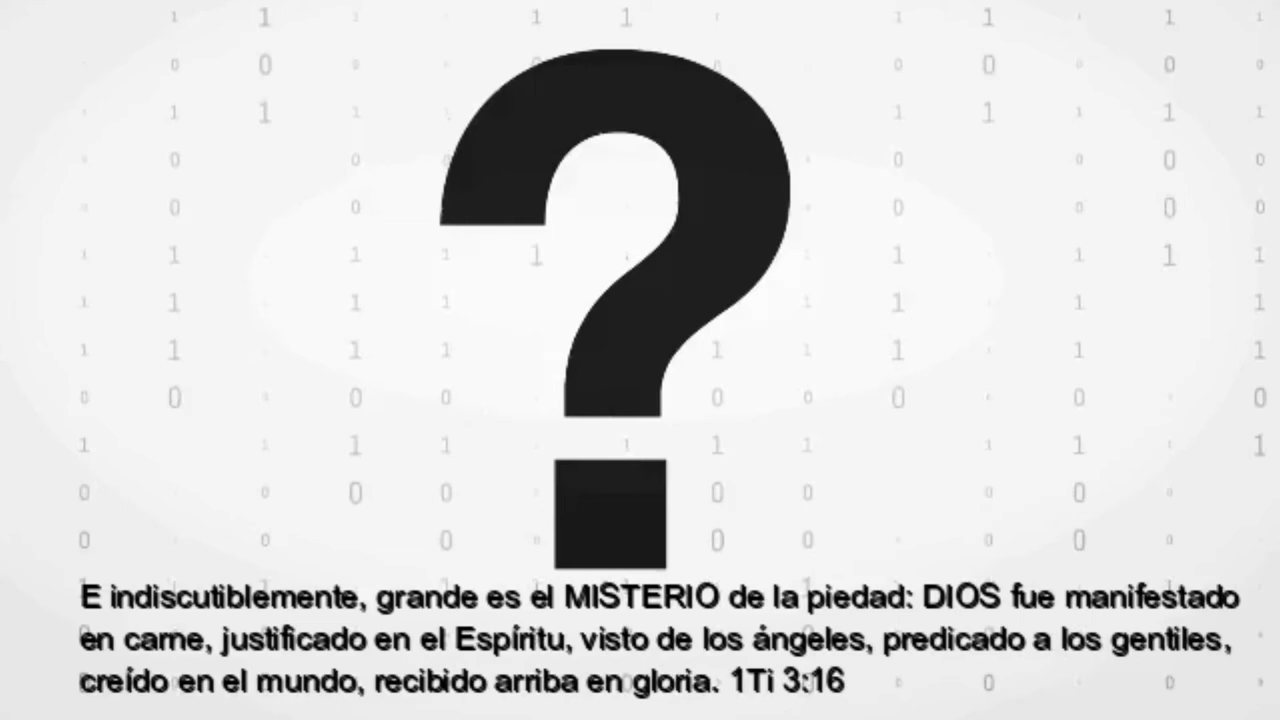 ?
E indiscutiblemente, grande es el MISTERIO de la piedad: DIOS fue manifestado
en carne, justificado en el Espíritu, visto de los ángeles, predicado a los gentiles,
creído en el mundo, recibido arriba en gloria. 1Ti 3:16